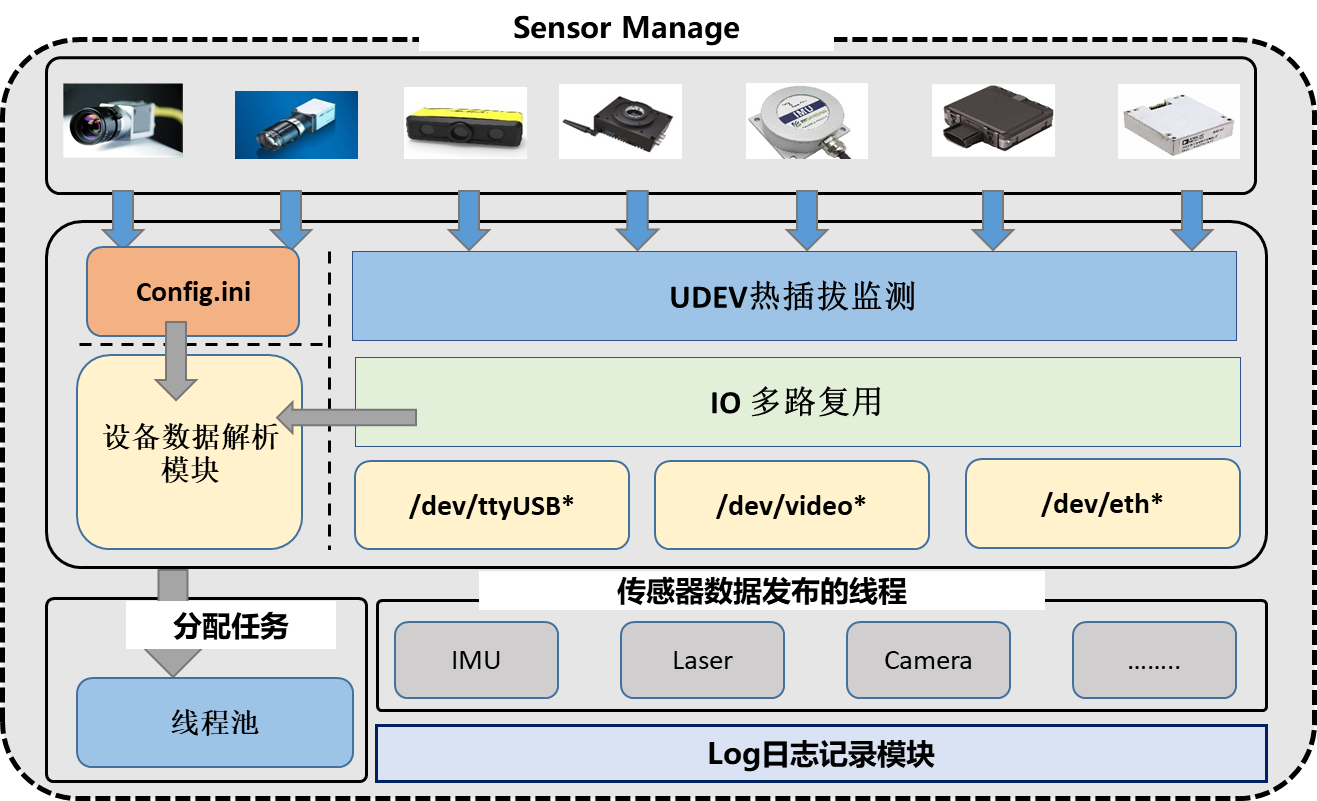 Sensor Manage
IMU
Config.ini
UDEV热插拔监测
IO 多路复用
设备数据解析
模块
/dev/ttyUSB*
/dev/video*
/dev/eth*
传感器数据发布的线程
分配任务
IMU
Laser
Camera
……..
线程池
Log日志记录模块